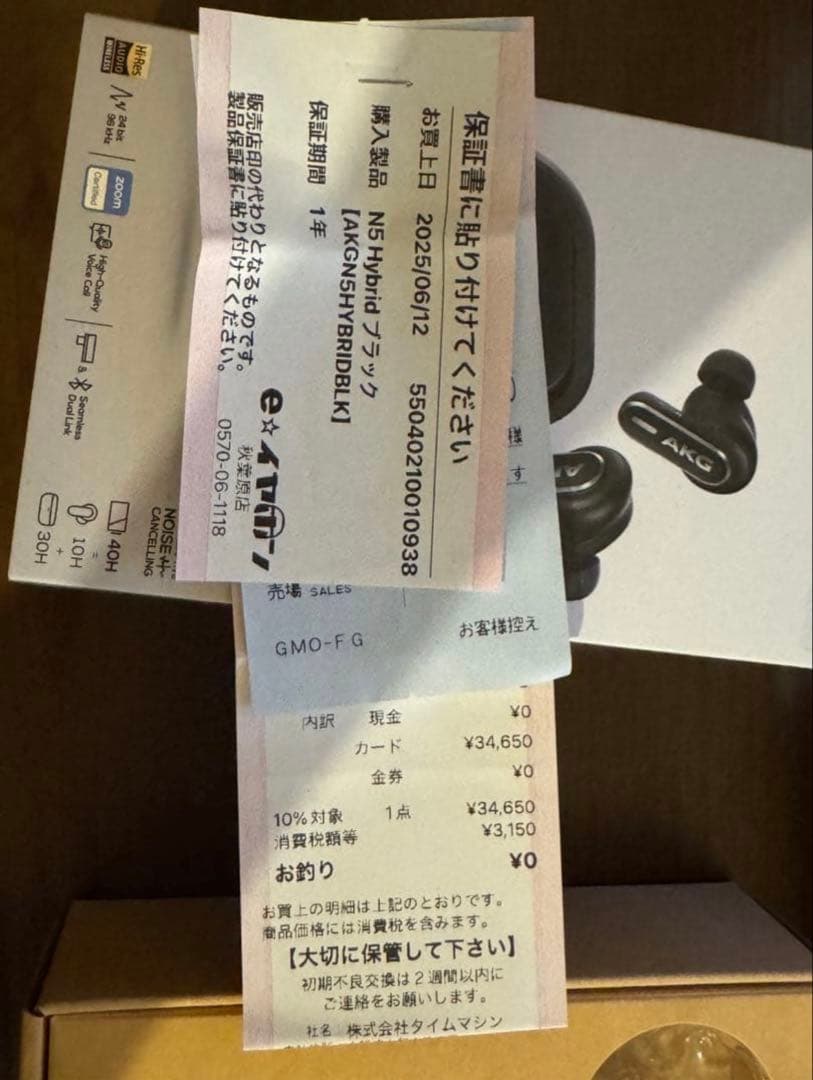 保証書に貼り付けてください
お買上日 2025/06/12 55040210010938
購入製品 N5 Hybrid ブラック
【AKGN5HYBRIDBLK】
保証期間 1年
販売店印の代わりとなるものです。
製品保証書に貼り付けてください。
e☆イヤホン
秋葉原店
0570-06-1118
Hi-Res
AUDIO
WIRELESS
24 bit
96 kHz
zoom
Certified
High-Quality
Voice Call
&
Seamless
Dual Link
NOISE
CANCELLING
40H
=
10H
+
30H
AKG
様
す
売場 SALES
GMO-FG
お客様控え
内訳 現金 ¥0
カード ¥34,650
金券 ¥0
10%対象 1点 ¥34,650
消費税額等 ¥3,150
お釣り ¥0
お買上の明細は上記のとおりです。
商品価格には消費税を含みます。
【大切に保管して下さい】
初期不良交換は2週間以内に
ご連絡をお願いします。
社名 株式会社タイムマシン